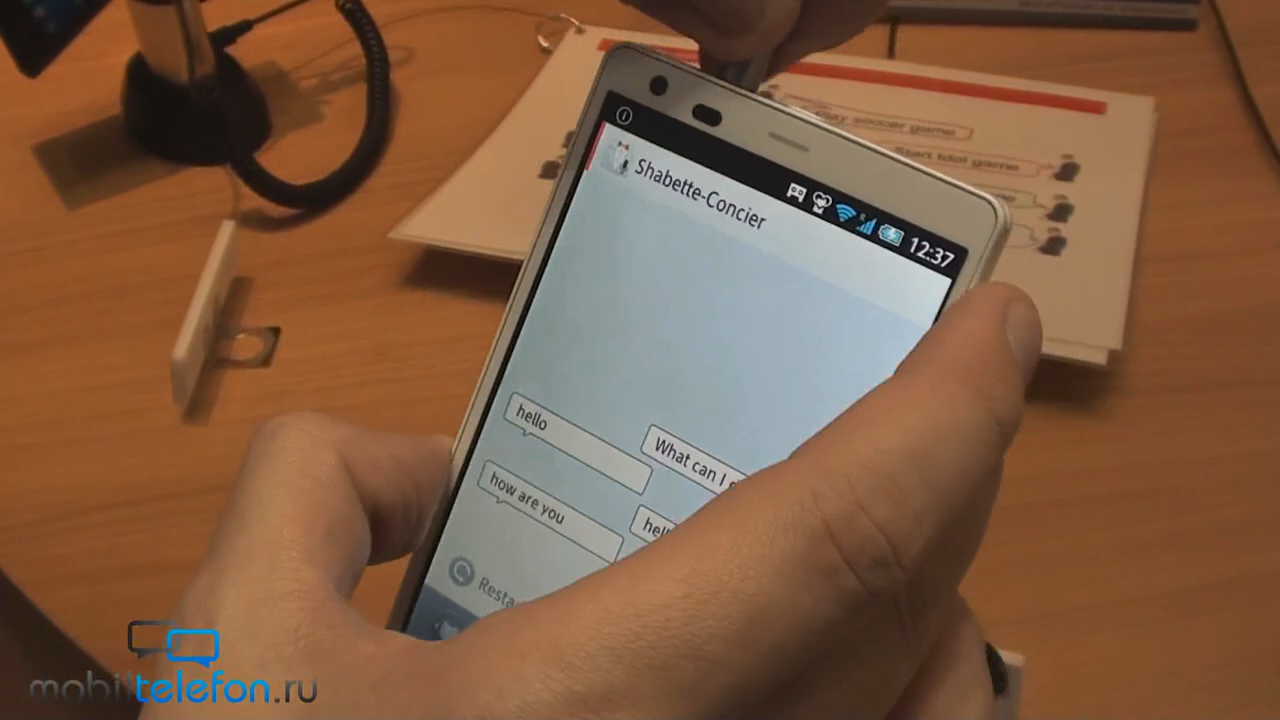 Play soccer game
Start Idol game
Shabette-Concier
12:37
hello
What can I
how are you
hell
Resta
mobiltelefon.ru